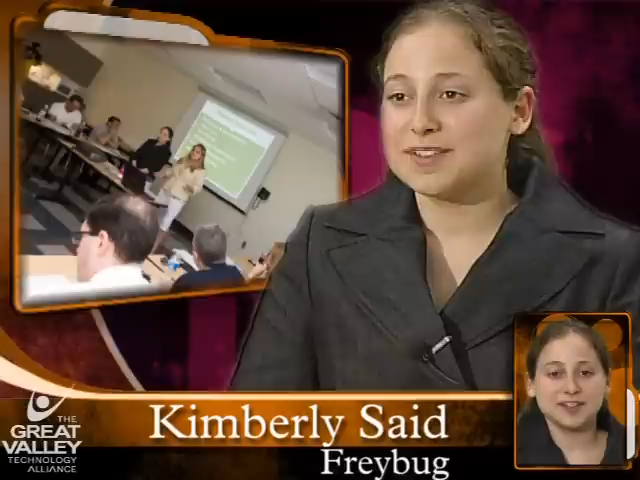 Kimberly Said
Freybug
THE
GREAT
VALLEY
TECHNOLOGY
ALLIANCE